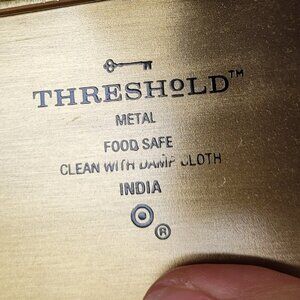 THRESHOLD™
METAL
FOOD SAFE
CLEAN WITH DAMP CLOTH
INDIA
®